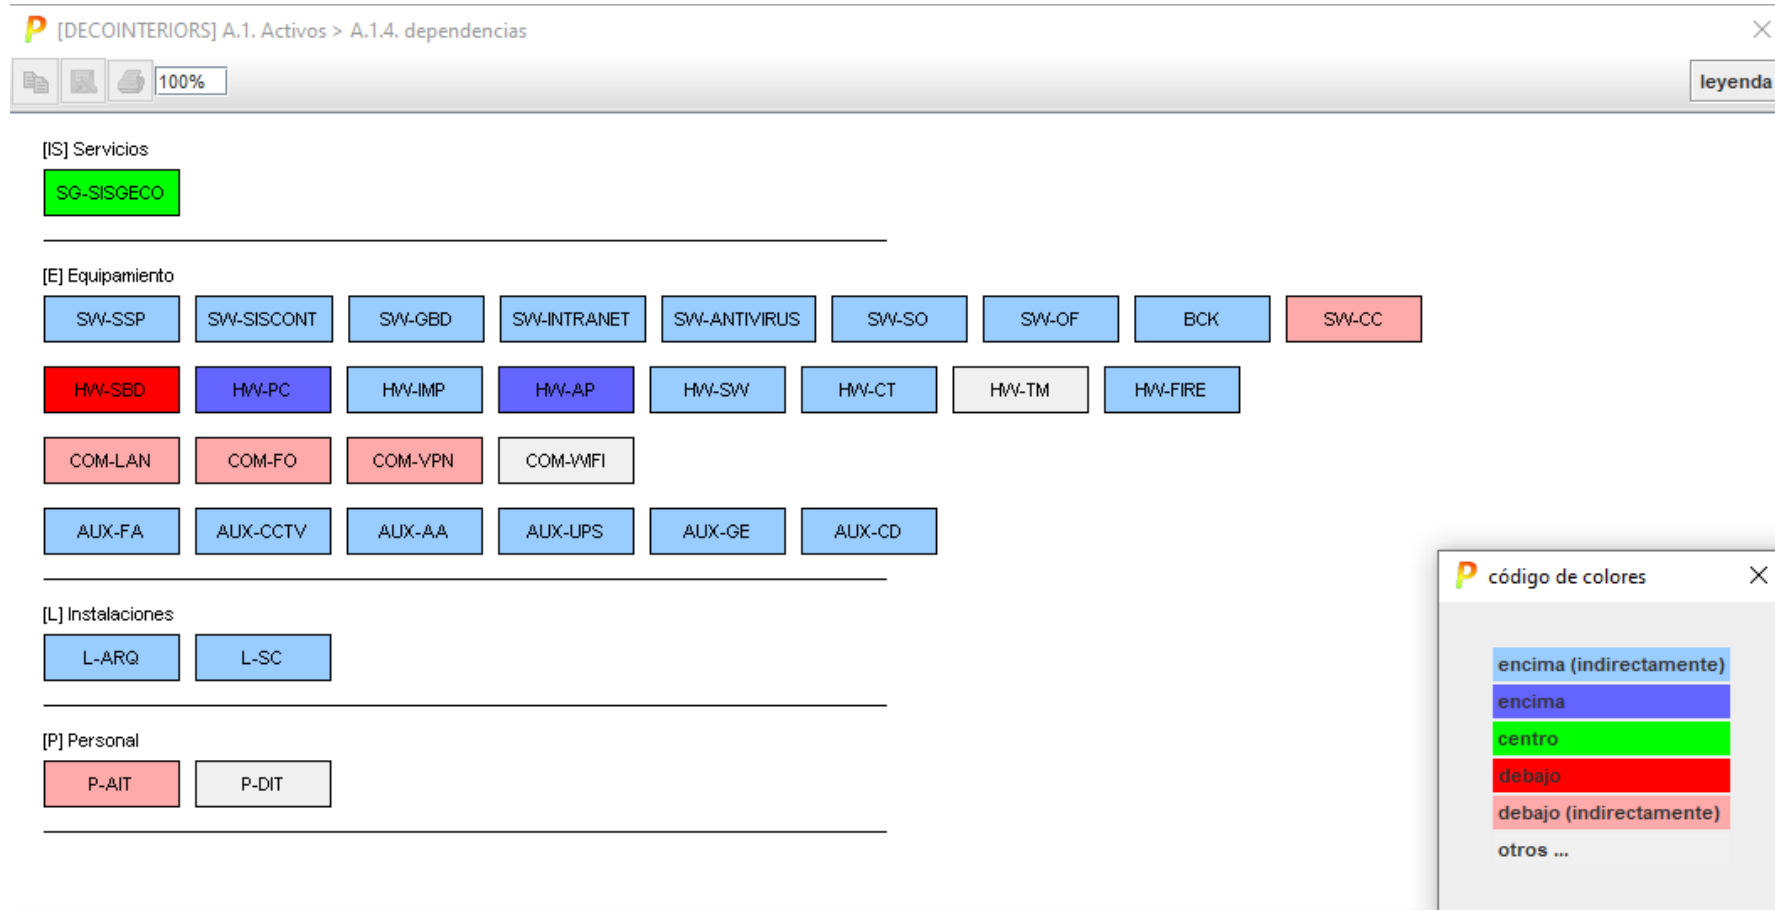 [DECOINTERIORS] A.1. Activos > A.1.4. dependencias
100%
leyenda
[IS] Servicios
SG-SISGECO
[E] Equipamiento
SW-SSP SW-SISCONT SW-GBD SW-INTRANET SW-ANTIVIRUS SW-SO SW-OF BCK SW-CC
HW-SBD HW-PC HW-IMP HW-AP HW-SW HW-CT HW-TM HW-FIRE
COM-LAN COM-FO COM-VPN COM-WIFI
AUX-FA AUX-CCTV AUX-AA AUX-UPS AUX-GE AUX-CD
[L] Instalaciones
L-ARQ L-SC
[P] Personal
P-AIT P-DIT
código de colores
encima (indirectamente)
encima
centro
debajo
debajo (indirectamente)
otros ...